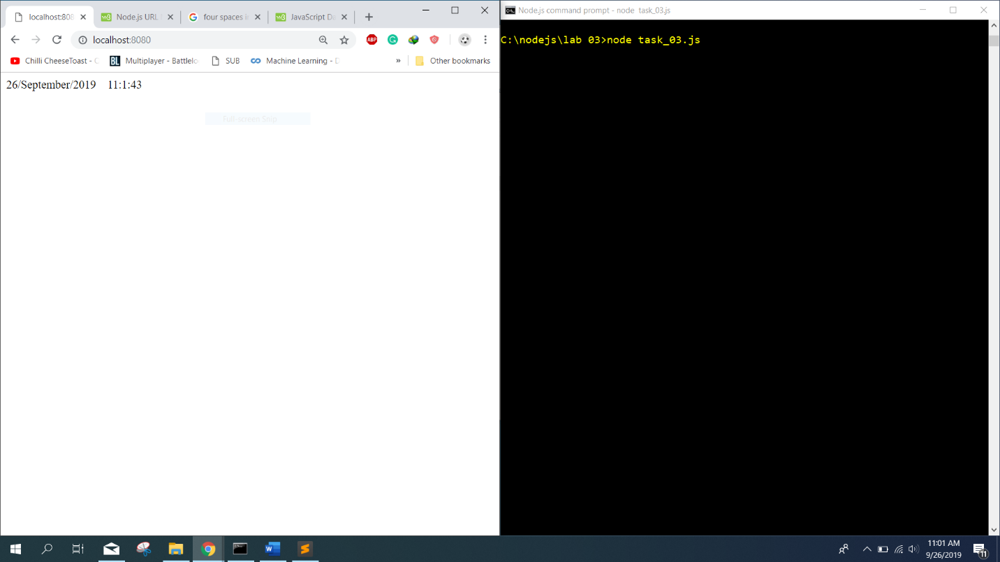 localhost:808
Node.js URL
four spaces i
JavaScript Da
localhost:8080
ABP
Chilli CheeseToast - C
BL Multiplayer - Battlelo
SUB
Machine Learning - D
»
Other bookmarks
26/September/2019 11:1:43
Full-screen Snip
Node.js command prompt - node task_03.js
C:\nodejs\lab 03>node task_03.js
11:01 AM
9/26/2019
11